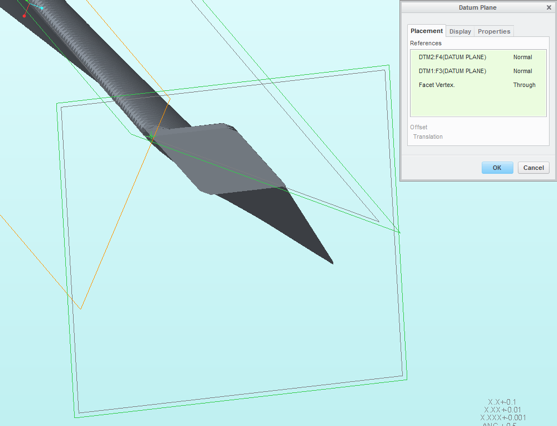 Datum Plane
Placement Display Properties
References
DTM2:F4(DATUM PLANE) Normal
DTM1:F3(DATUM PLANE) Normal
Facet Vertex. Through
Offset
Translation
OK Cancel
X.X+-0.1
X.XX+-0.01
X.XXX+-0.001